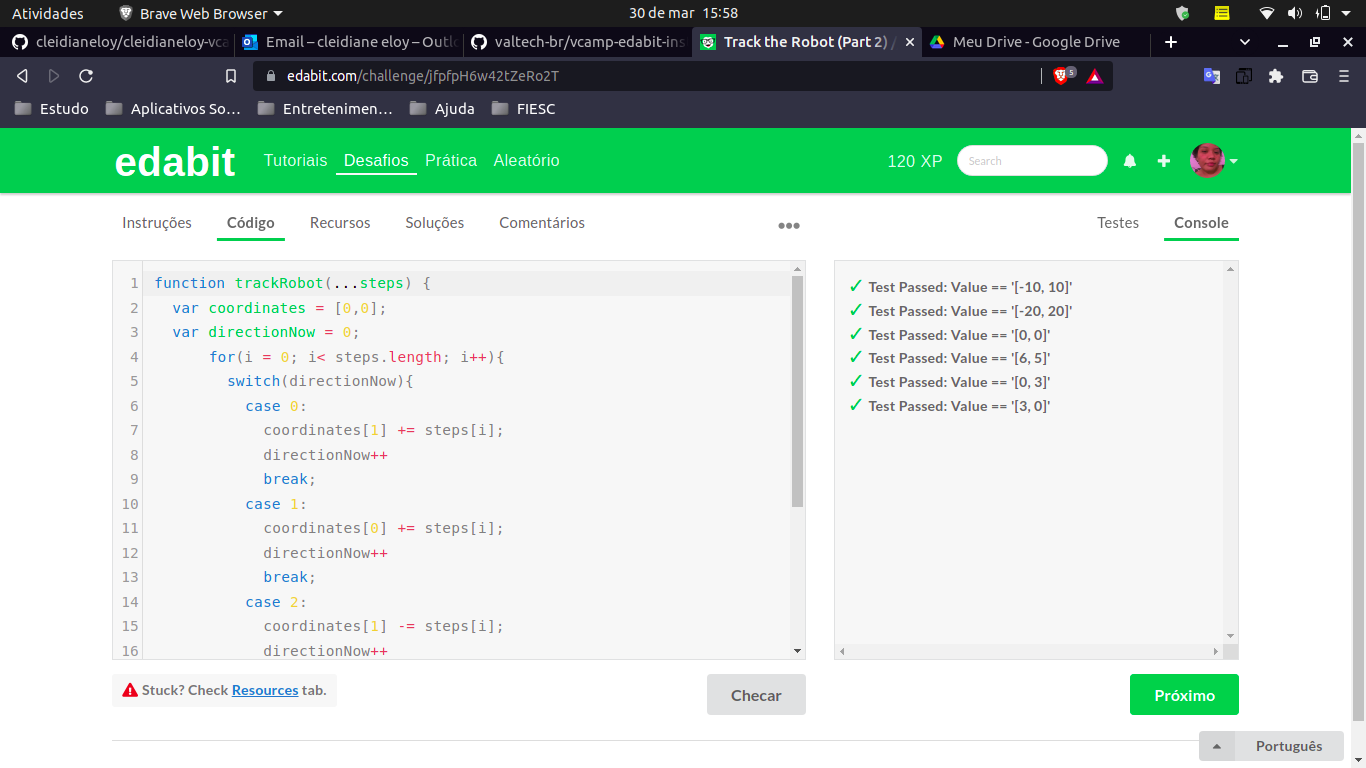 Atividades
Brave Web Browser
30 de mar 15:58
cleidianeloy/cleidianeloy-vca
Email – cleidiane eloy – Outlo
valtech-br/vcamp-edabit-ins
Track the Robot (Part 2) /
Meu Drive - Google Drive
edabit.com/challenge/jfpfpH6w42tZeRo2T
5
Estudo
Aplicativos So…
Entretenimen…
Ajuda
FIESC
edabit
Tutoriais
Desafios
Prática
Aleatório
120 XP
Search
Instruções
Código
Recursos
Soluções
Comentários
•••
Testes
Console
1 function trackRobot(...steps) {
2 var coordinates = [0,0];
3 var directionNow = 0;
4 for(i = 0; i< steps.length; i++){
5 switch(directionNow){
6 case 0:
7 coordinates[1] += steps[i];
8 directionNow++
9 break;
10 case 1:
11 coordinates[0] += steps[i];
12 directionNow++
13 break;
14 case 2:
15 coordinates[1] -= steps[i];
16 directionNow++
✓ Test Passed: Value == '[-10, 10]'
✓ Test Passed: Value == '[-20, 20]'
✓ Test Passed: Value == '[0, 0]'
✓ Test Passed: Value == '[6, 5]'
✓ Test Passed: Value == '[0, 3]'
✓ Test Passed: Value == '[3, 0]'
Stuck? Check Resources tab.
Checar
Próximo
Português